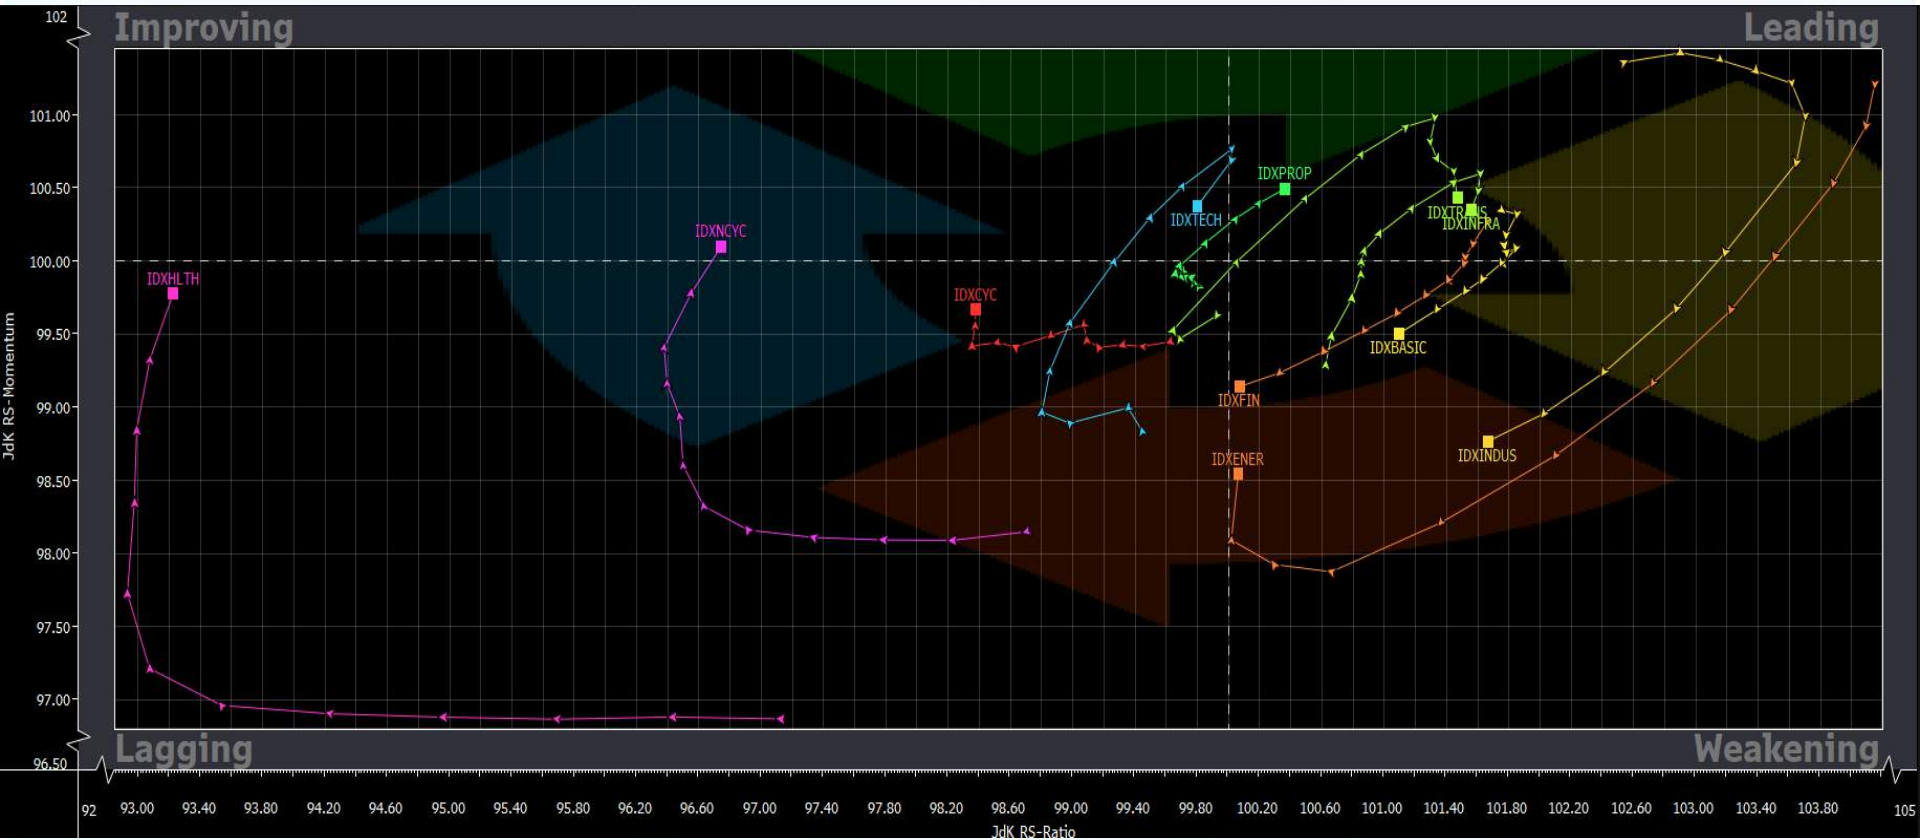 102
Improving
Leading
101.00
100.50
IDXPROP
IDXTECH
IDXTRANS
IDXINFRA
IDXNCYC
100.00
IDXHLTH
IDXCYC
99.50
IDXBASIC
99.00
IDXFIN
IDXINDUS
IDXENER
98.50
98.00
97.50
97.00
JdK RS-Momentum
Lagging
Weakening
96.50
92 93.00 93.40 93.80 94.20 94.60 95.00 95.40 95.80 96.20 96.60 97.00 97.40 97.80 98.20 98.60 99.00 99.40 99.80 100.20 100.60 101.00 101.40 101.80 102.20 102.60 103.00 103.40 103.80 105
JdK RS-Ratio